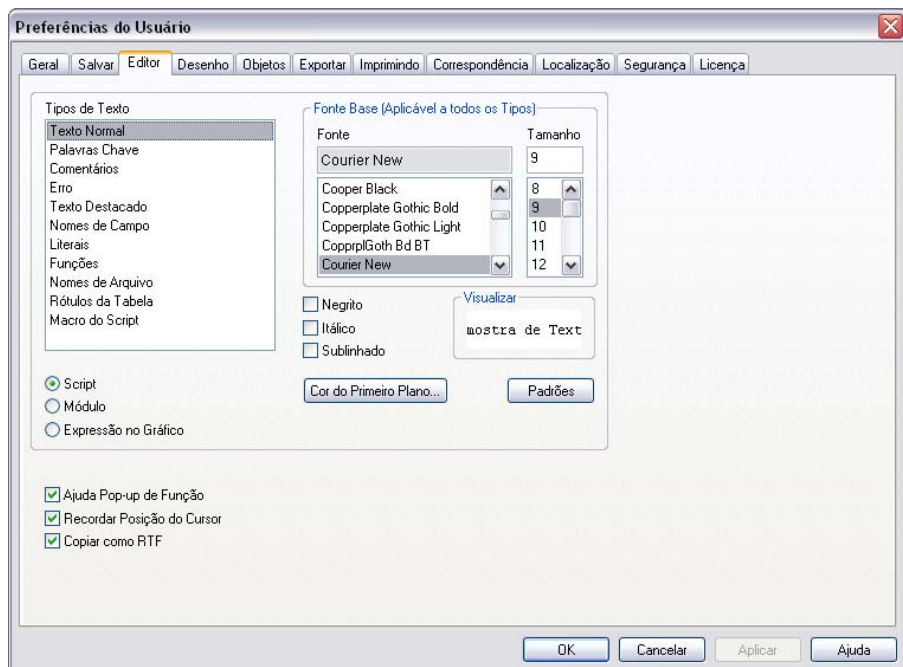 Preferências do Usuário
Geral Salvar Editor Desenho Objetos Exportar Imprimindo Correspondência Localização Segurança Licença
Tipos de Texto
Texto Normal
Palavras Chave
Comentários
Erro
Texto Destacado
Nomes de Campo
Literais
Funções
Nomes de Arquivo
Rótulos da Tabela
Macro do Script
Fonte Base (Aplicável a todos os Tipos)
Fonte
Courier New
Cooper Black
Copperplate Gothic Bold
Copperplate Gothic Light
CopprplGoth Bd BT
Courier New
Tamanho
9
8
9
10
11
12
Negrito
Itálico
Sublinhado
Visualizar
mostra de Text
Script
Módulo
Expressão no Gráfico
Cor do Primeiro Plano...
Padrões
Ajuda Pop-up de Função
Recordar Posição do Cursor
Copiar como RTF
OK Cancelar Aplicar Ajuda